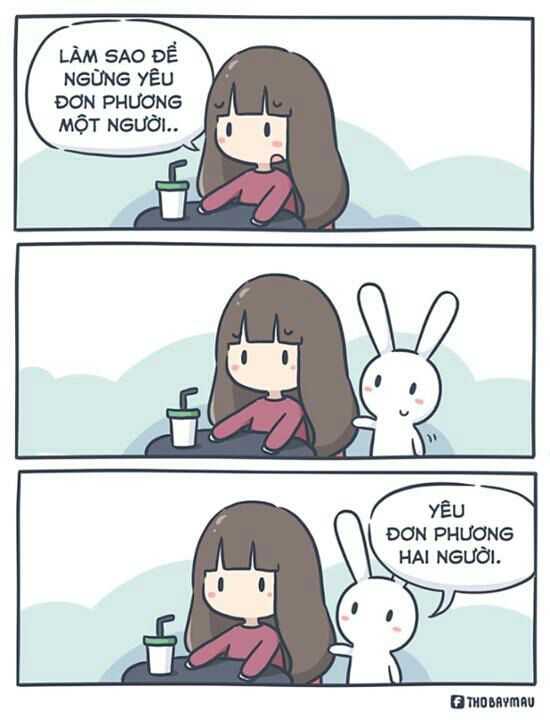 LÀM SAO ĐỂ
NGỪNG YÊU
ĐƠN PHƯƠNG
MỘT NGƯỜI..
YÊU
ĐƠN PHƯƠNG
HAI NGƯỜI.
THOBAYMAU